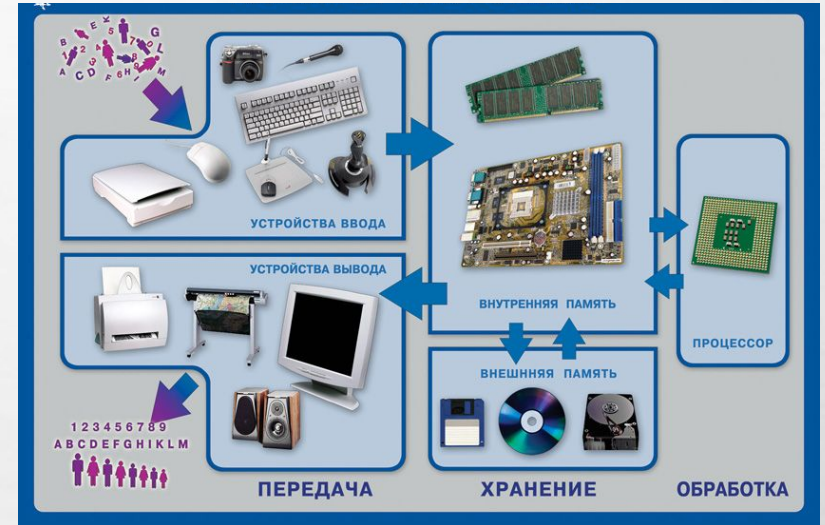 УСТРОЙСТВА ВВОДА
УСТРОЙСТВА ВЫВОДА
ВНУТРЕННЯЯ ПАМЯТЬ
ПРОЦЕССОР
ВНЕШННЯЯ ПАМЯТЬ
1 2 3 4 5 6 7 8 9
A B C D E F G H I K L M
ПЕРЕДАЧА
ХРАНЕНИЕ
ОБРАБОТКА